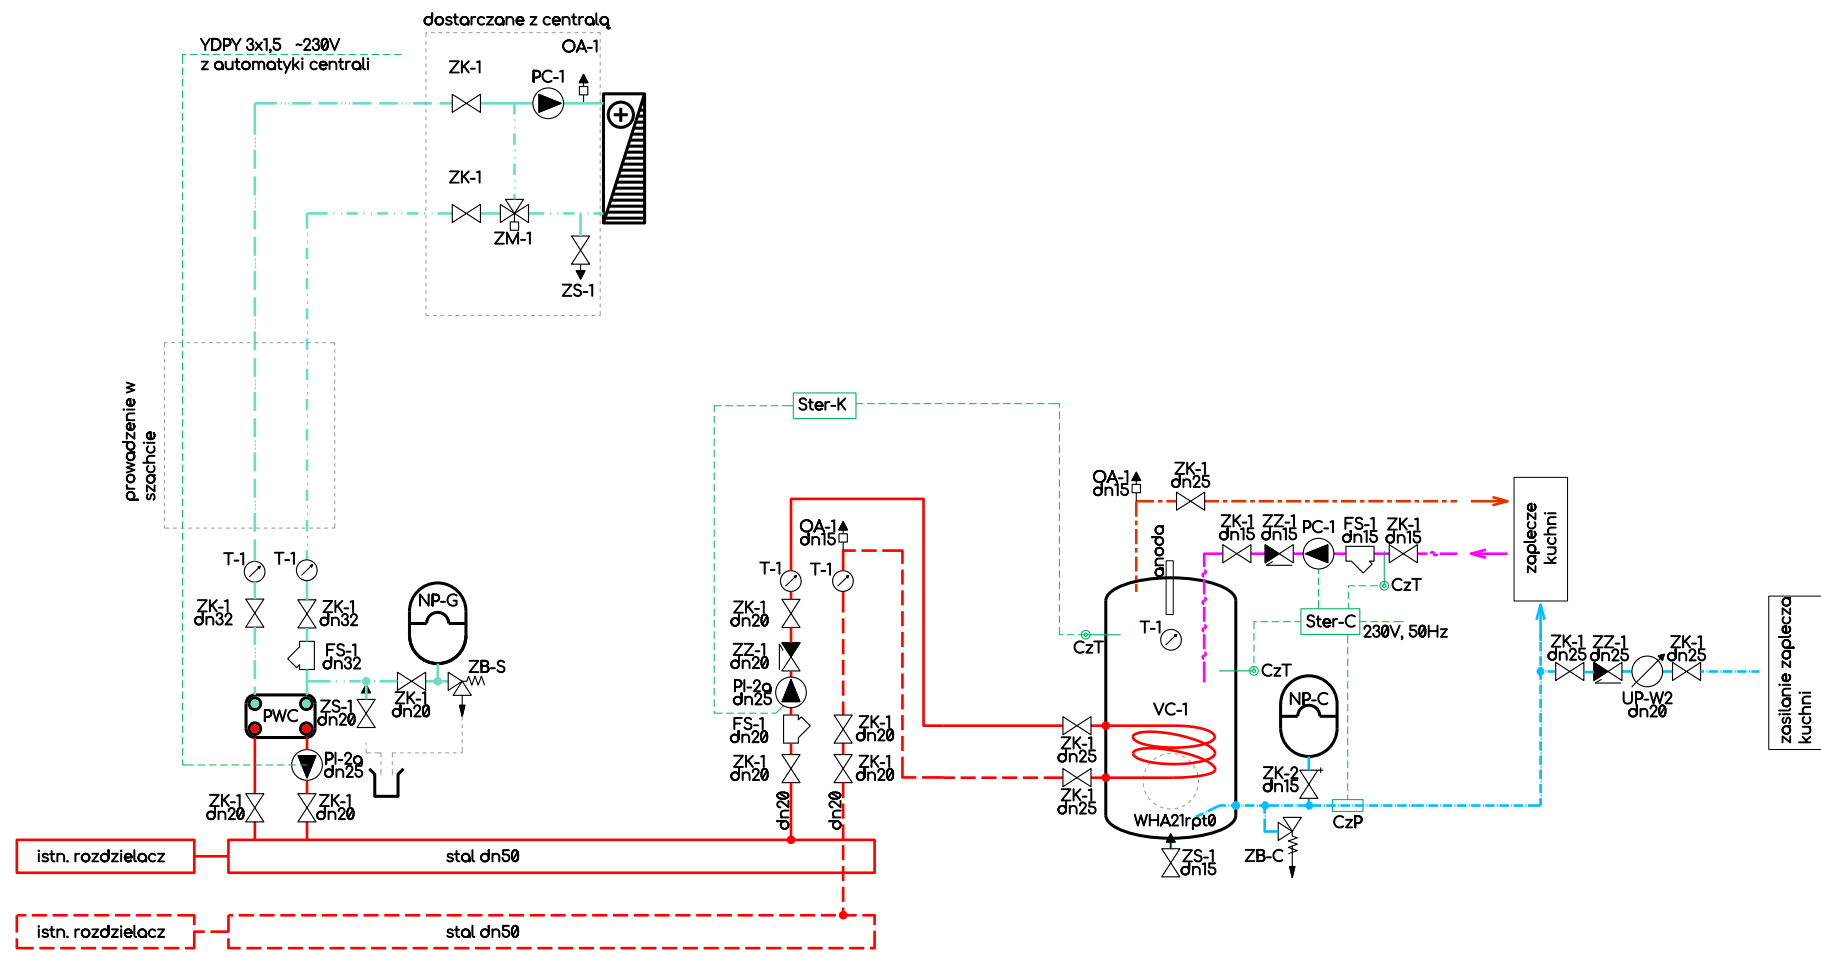 dostarczane z centralą
YDPY 3x1,5 ~230V
z automatyki centrali
OA-1
ZK-1
PC-1
ZK-1
ZM-1
ZS-1
prowadzenie w
szachcie
T-1
T-1
ZK-1
dn32
ZK-1
dn32
FS-1
dn32
NP-G
ZB-S
ZK-1
dn20
ZS-1
dn20
PWC
PI-2a
dn25
ZK-1
dn20
ZK-1
dn20
istn. rozdzielacz
stal dn50
istn. rozdzielacz
stal dn50
Ster-K
OA-1
dn15
T-1
T-1
ZK-1
dn20
ZZ-1
dn20
PI-2a
dn25
FS-1
dn20
ZK-1
dn20
ZK-1
dn20
ZK-1
dn20
dn20
dn20
OA-1
dn15
ZK-1
dn25
anoda
ZK-1
dn15
ZZ-1
dn15
PC-1
FS-1
dn15
ZK-1
dn15
CzT
zaplecze
kuchni
CzT
T-1
Ster-C
230V, 50Hz
CzT
VC-1
NP-C
ZK-1
dn25
ZK-1
dn25
ZK-2
dn15
WHA21rpt0
CzP
ZB-C
ZS-1
dn15
ZK-1
dn25
ZZ-1
dn25
ZK-1
dn25
UP-W2
dn20
zasilanie zaplecza
kuchni